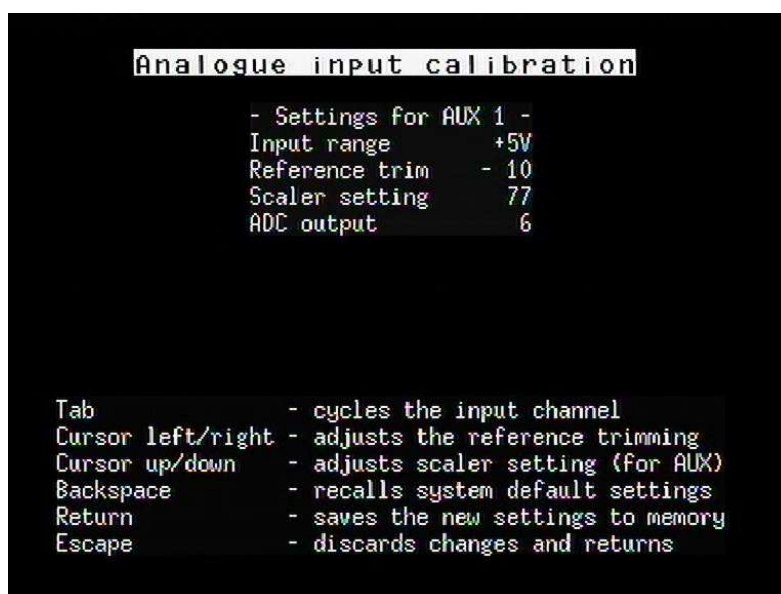 Analogue input calibration
- Settings for AUX 1 -
Input range +5V
Reference trim - 10
Scaler setting 77
ADC output 6
Tab - cycles the input channel
Cursor left/right - adjusts the reference trimming
Cursor up/down - adjusts scaler setting (for AUX)
Backspace - recalls system default settings
Return - saves the new settings to memory
Escape - discards changes and returns